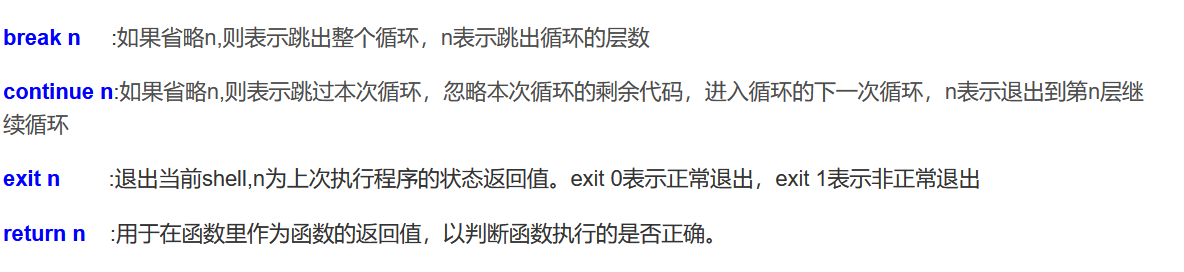 break n     :如果省略n,则表示跳出整个循环，n表示跳出循环的层数
continue n:如果省略n,则表示跳过本次循环，忽略本次循环的剩余代码，进入循环的下一次循环，n表示退出到第n层继
续循环
exit n        :退出当前shell,n为上次执行程序的状态返回值。exit 0表示正常退出，exit 1表示非正常退出
return n    :用于在函数里作为函数的返回值，以判断函数执行的是否正确。